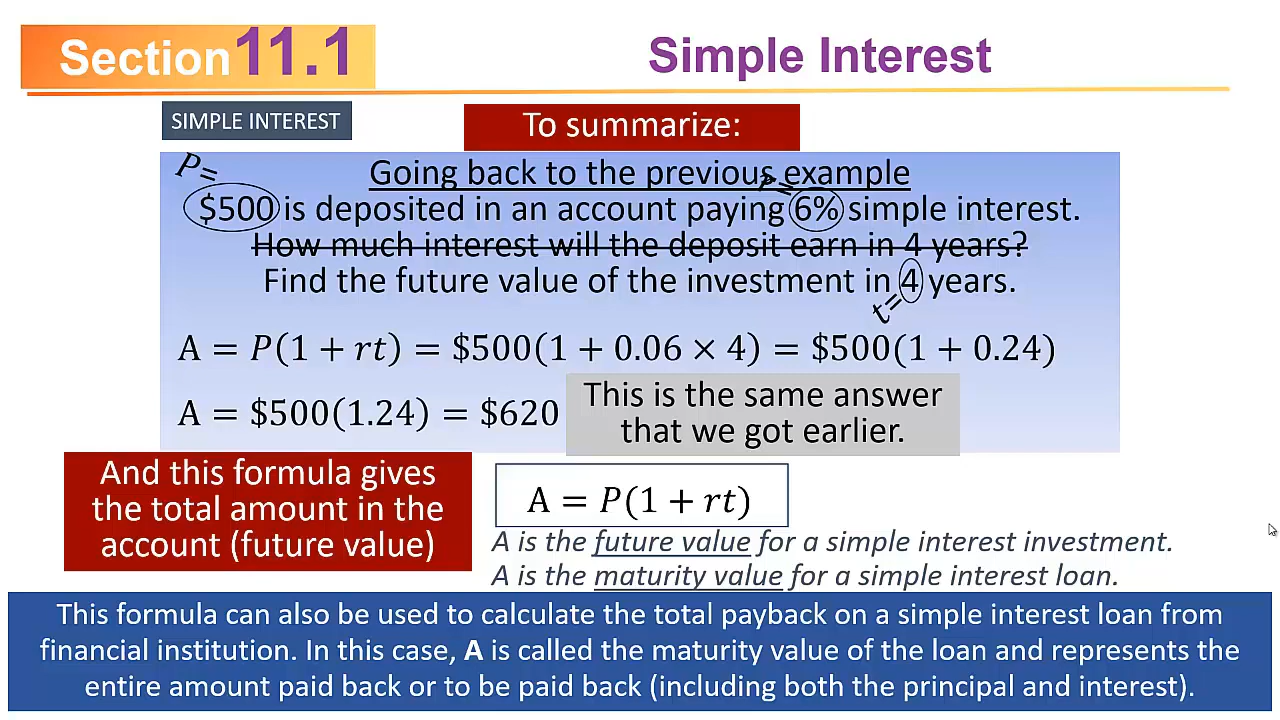 Section 11.1
Simple Interest
SIMPLE INTEREST
To summarize:
P=
Going back to the previous example
r=
$500 is deposited in an account paying 6% simple interest.
How much interest will the deposit earn in 4 years?
Find the future value of the investment in 4 years.
t=
A = P(1 + rt) = $500(1 + 0.06 × 4) = $500(1 + 0.24)
A = $500(1.24) = $620
This is the same answer
that we got earlier.
And this formula gives
the total amount in the
account (future value)
A = P(1 + rt)
A is the future value for a simple interest investment.
A is the maturity value for a simple interest loan.
This formula can also be used to calculate the total payback on a simple interest loan from
financial institution. In this case, A is called the maturity value of the loan and represents the
entire amount paid back or to be paid back (including both the principal and interest).